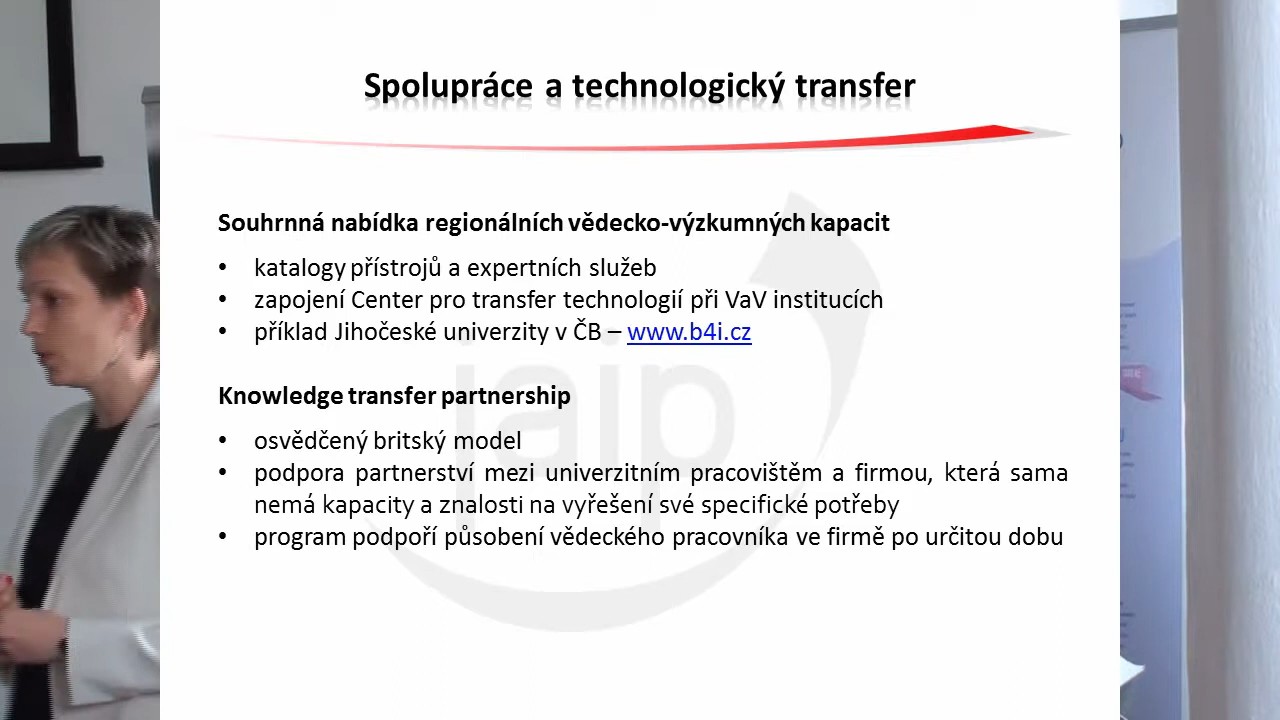 Spolupráce a technologický transfer
Souhrnná nabídka regionálních vědecko-výzkumných kapacit
• katalogy přístrojů a expertních služeb
• zapojení Center pro transfer technologií při VaV institucích
• příklad Jihočeské univerzity v ČB – www.b4i.cz
Knowledge transfer partnership
• osvědčený britský model
• podpora partnerství mezi univerzitním pracovištěm a firmou, která sama
nemá kapacity a znalosti na vyřešení své specifické potřeby
• program podpoří působení vědeckého pracovníka ve firmě po určitou dobu
jaip